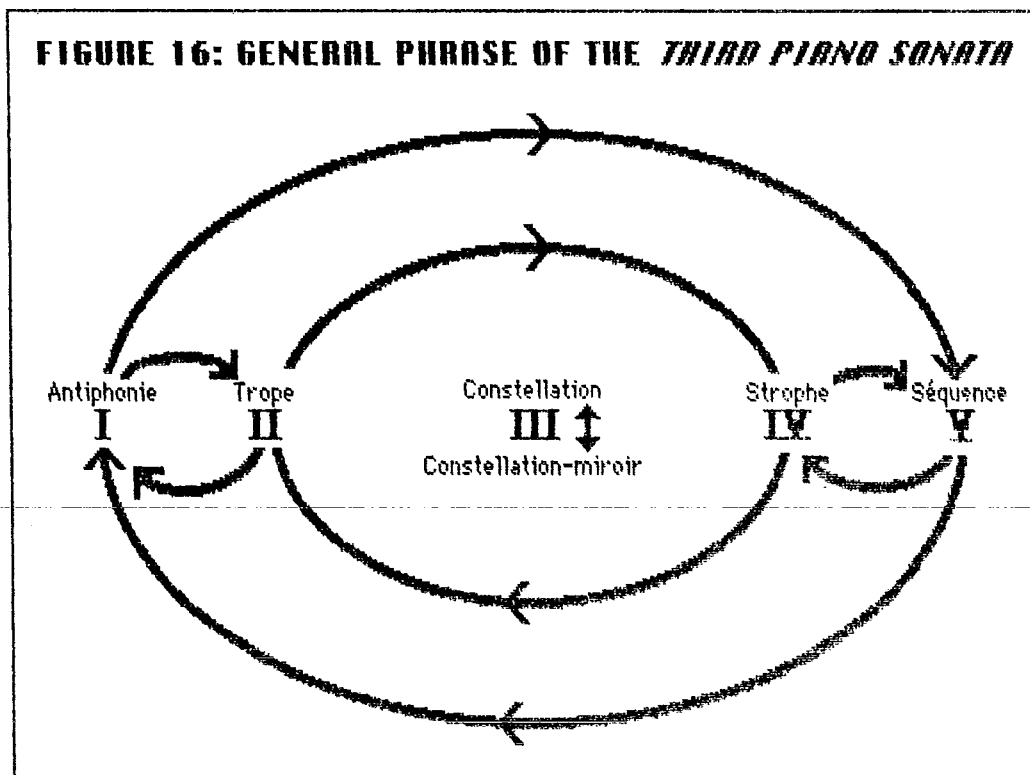 FIGURE 16: GENERAL PHRASE OF THE THIRD PIANO SONATA
Antiphonie Trope Constellation Strophe Séquence
I II III IV V
Constellation-miroir